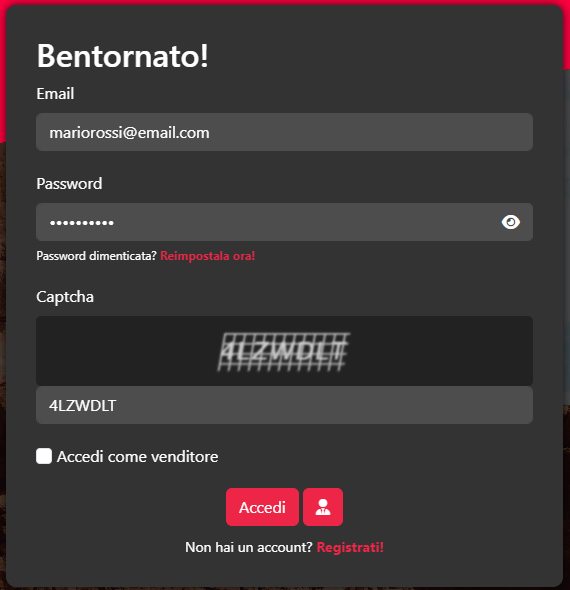 Bentornato!
Email
mariorossi@email.com
Password
••••••••••
Password dimenticata? Reimpostala ora!
Captcha
4LZWDLT
4LZWDLT
Accedi come venditore
Accedi
Non hai un account? Registrati!